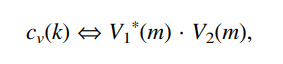 c_v(k) ⇔ V_1^*(m) · V_2(m),